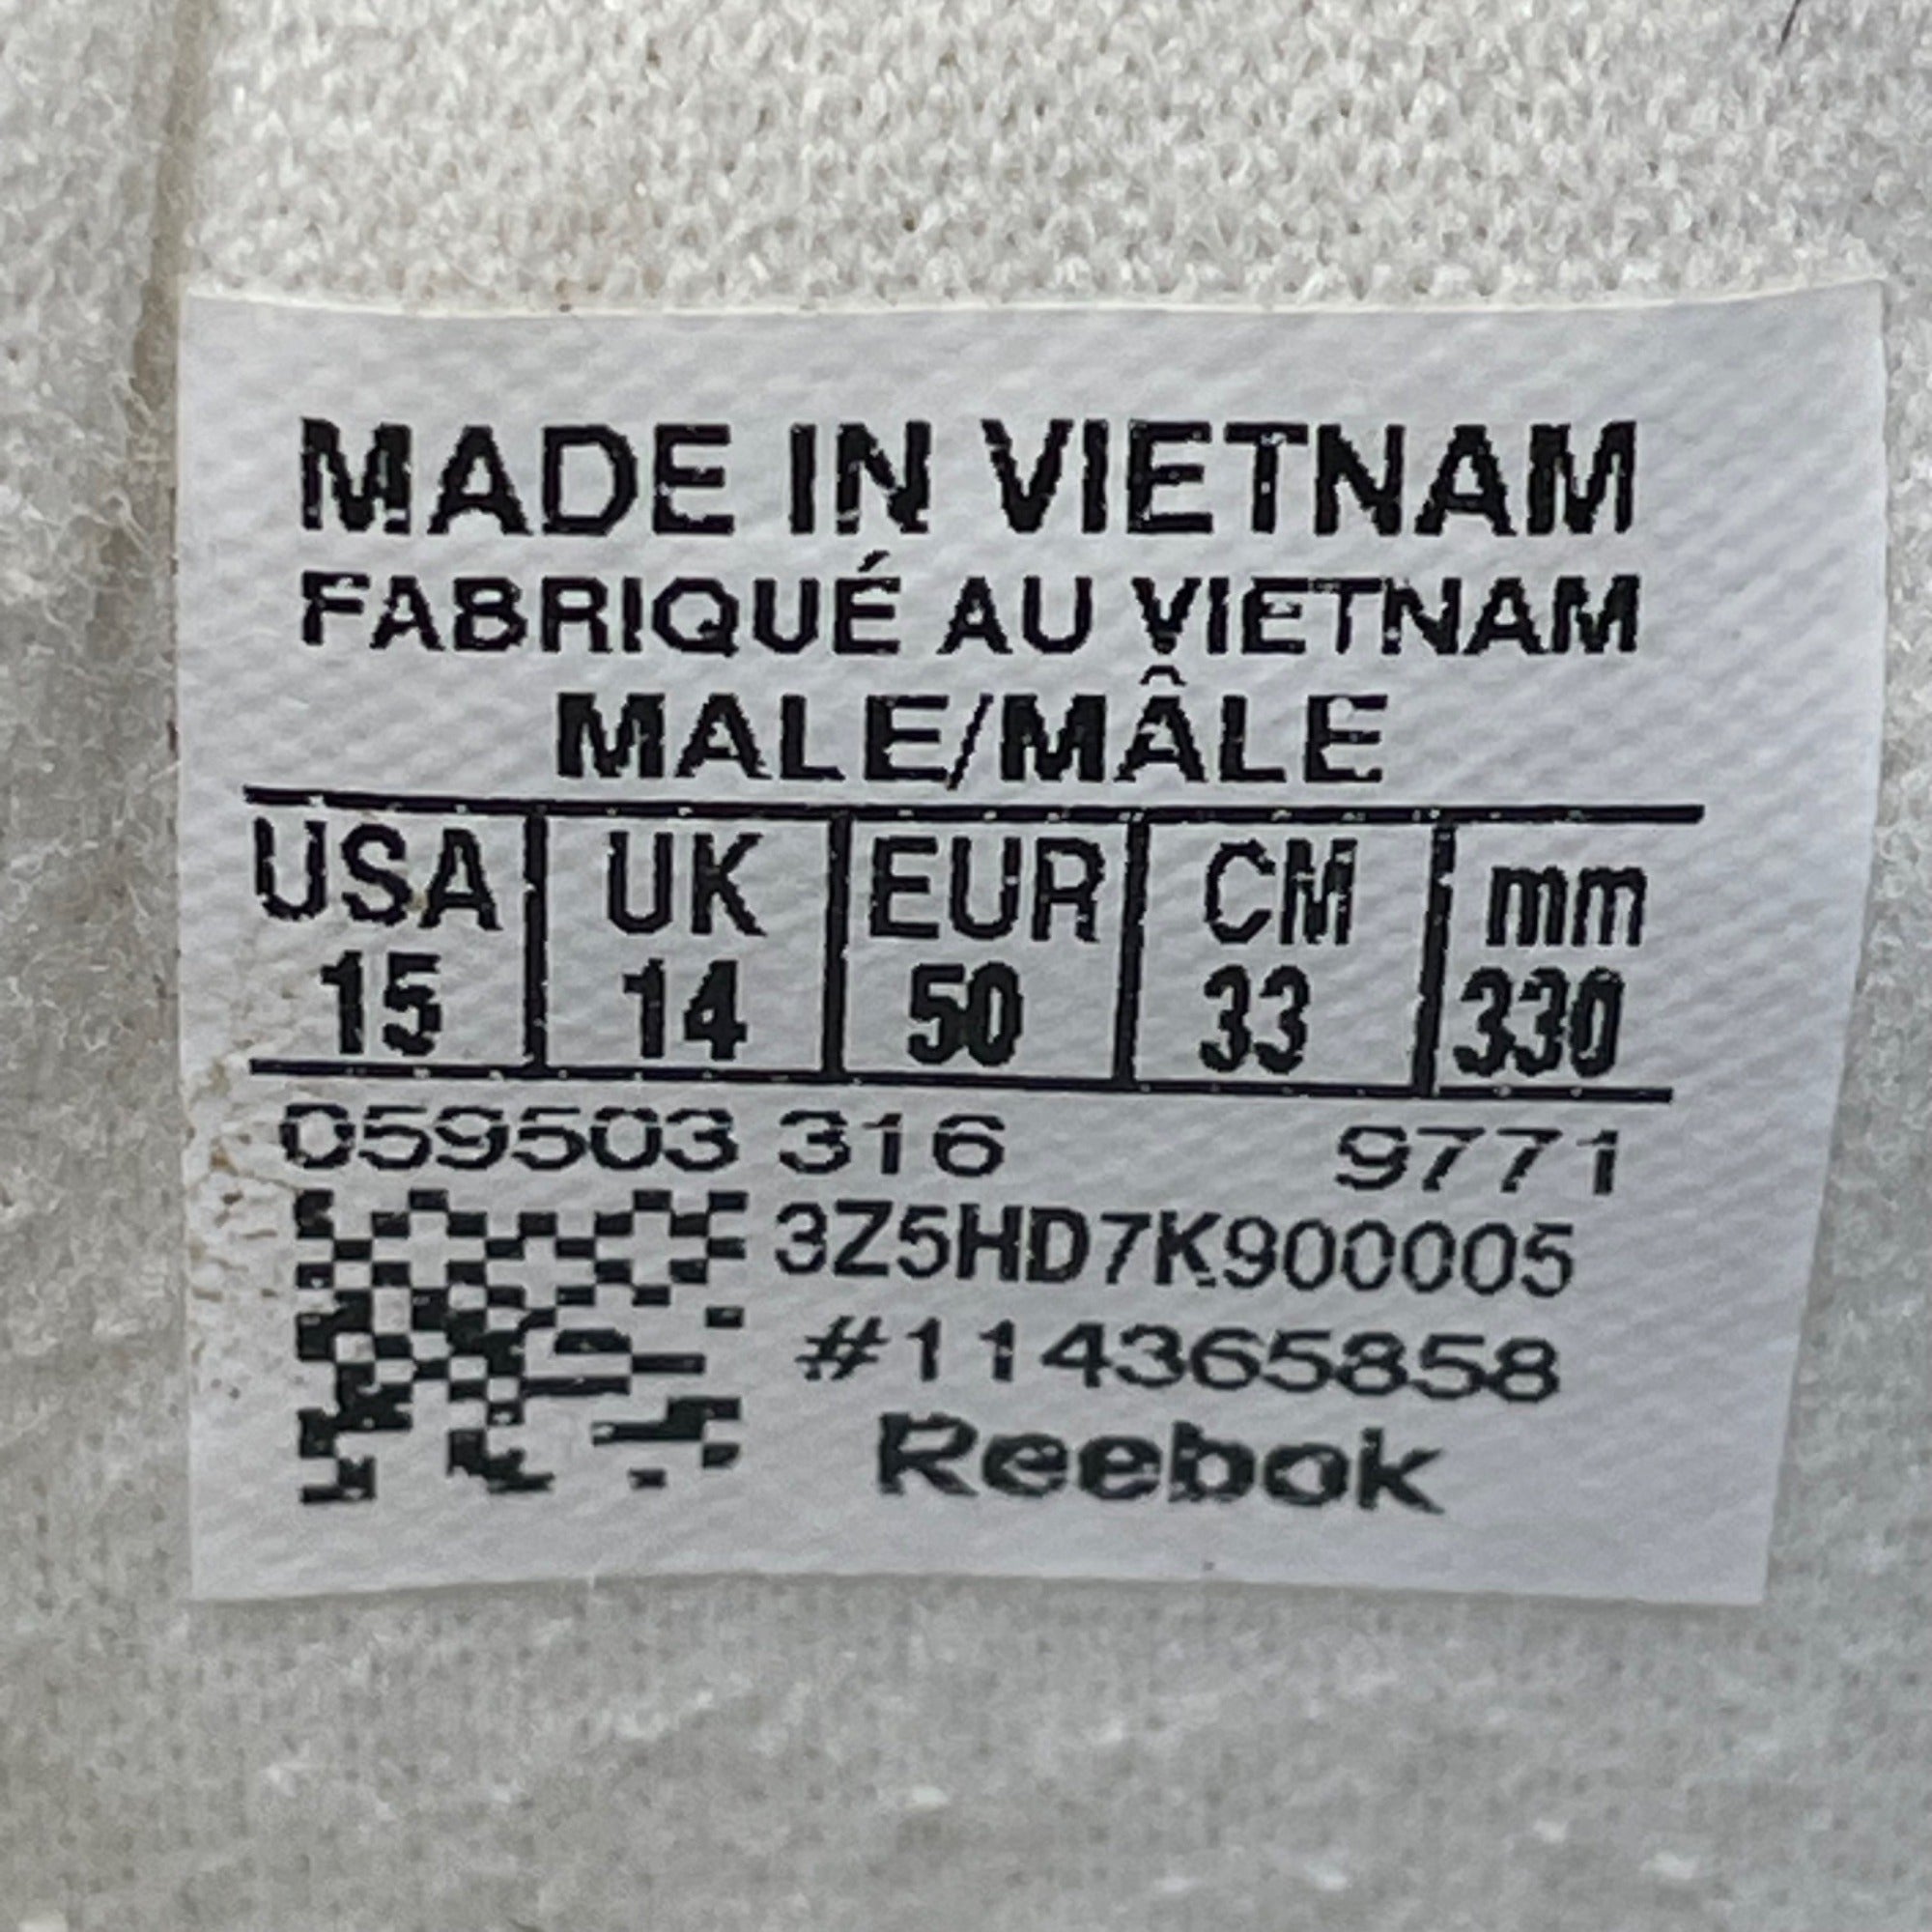 MADE IN VIETNAM
FABRIQUÉ AU VIETNAM
MALE/MÂLE
USA UK EUR CM mm
15 14 50 33 330
059503 316 9771
3Z5HD7K900005
#114365858
Reebok